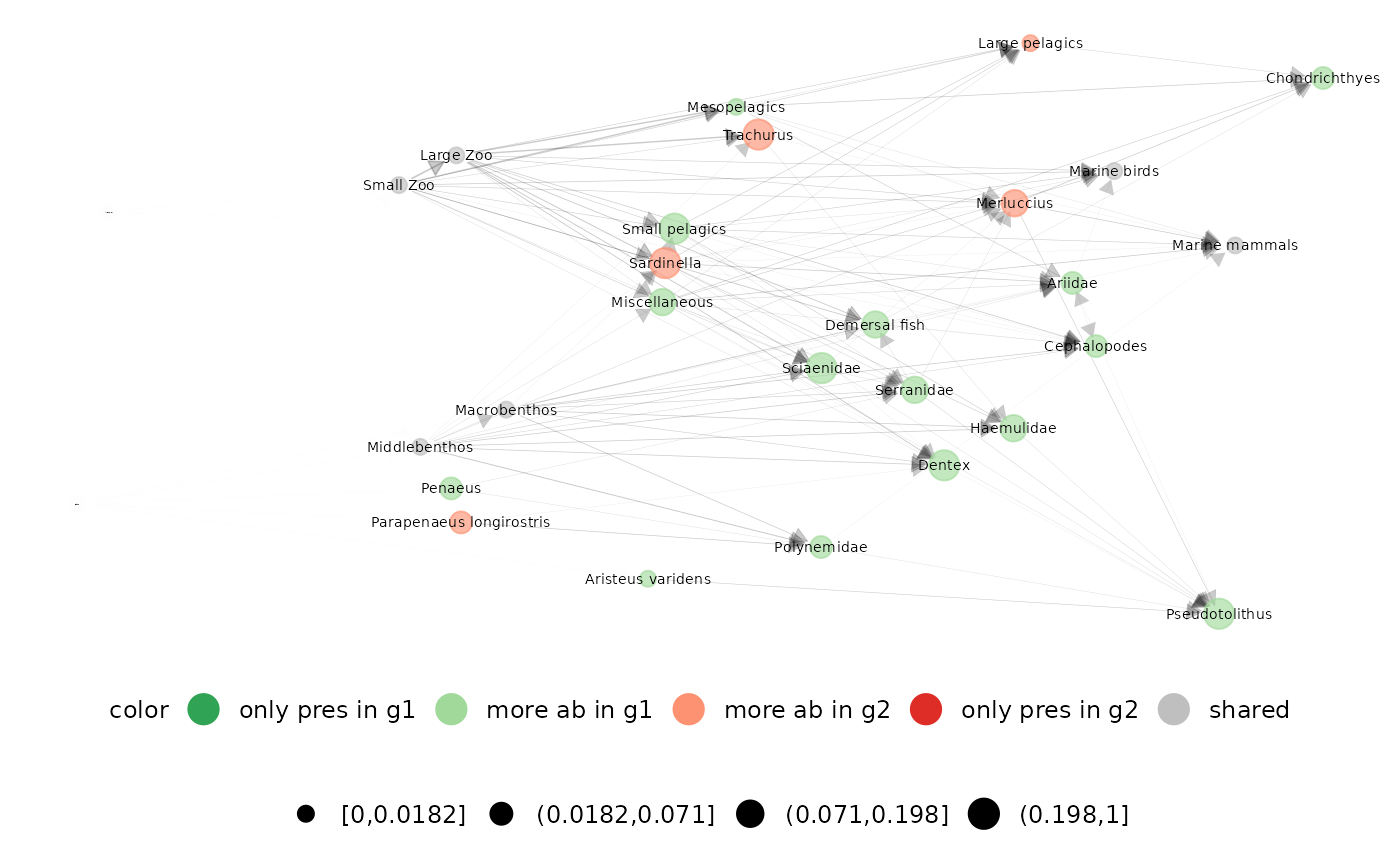 Large pelagics
Chondrichthyes
Mesopelagics
Trachurus
Large Zoo
Marine birds
Small Zoo
Merluccius
Small pelagics
Marine mammals
Sardinella
Ariidae
Miscellaneous
Demersal fish
Cephalopodes
Sciaenidae
Serranidae
Macrobenthos
Haemulidae
Middlebenthos
Dentex
Penaeus
Parapenaeus longirostris
Polynemidae
Aristeus varidens
Pseudotolithus
color only pres in g1 more ab in g1 more ab in g2 only pres in g2 shared
[0,0.0182] (0.0182,0.071] (0.071,0.198] (0.198,1]